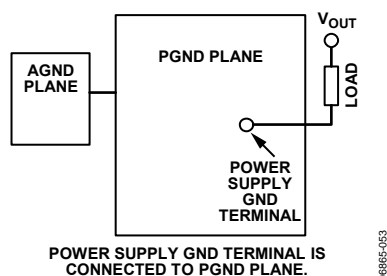 VOUT
AGND
PLANE
PGND PLANE
LOAD
POWER
SUPPLY
GND
TERMINAL
POWER SUPPLY GND TERMINAL IS
CONNECTED TO PGND PLANE.
6865-053